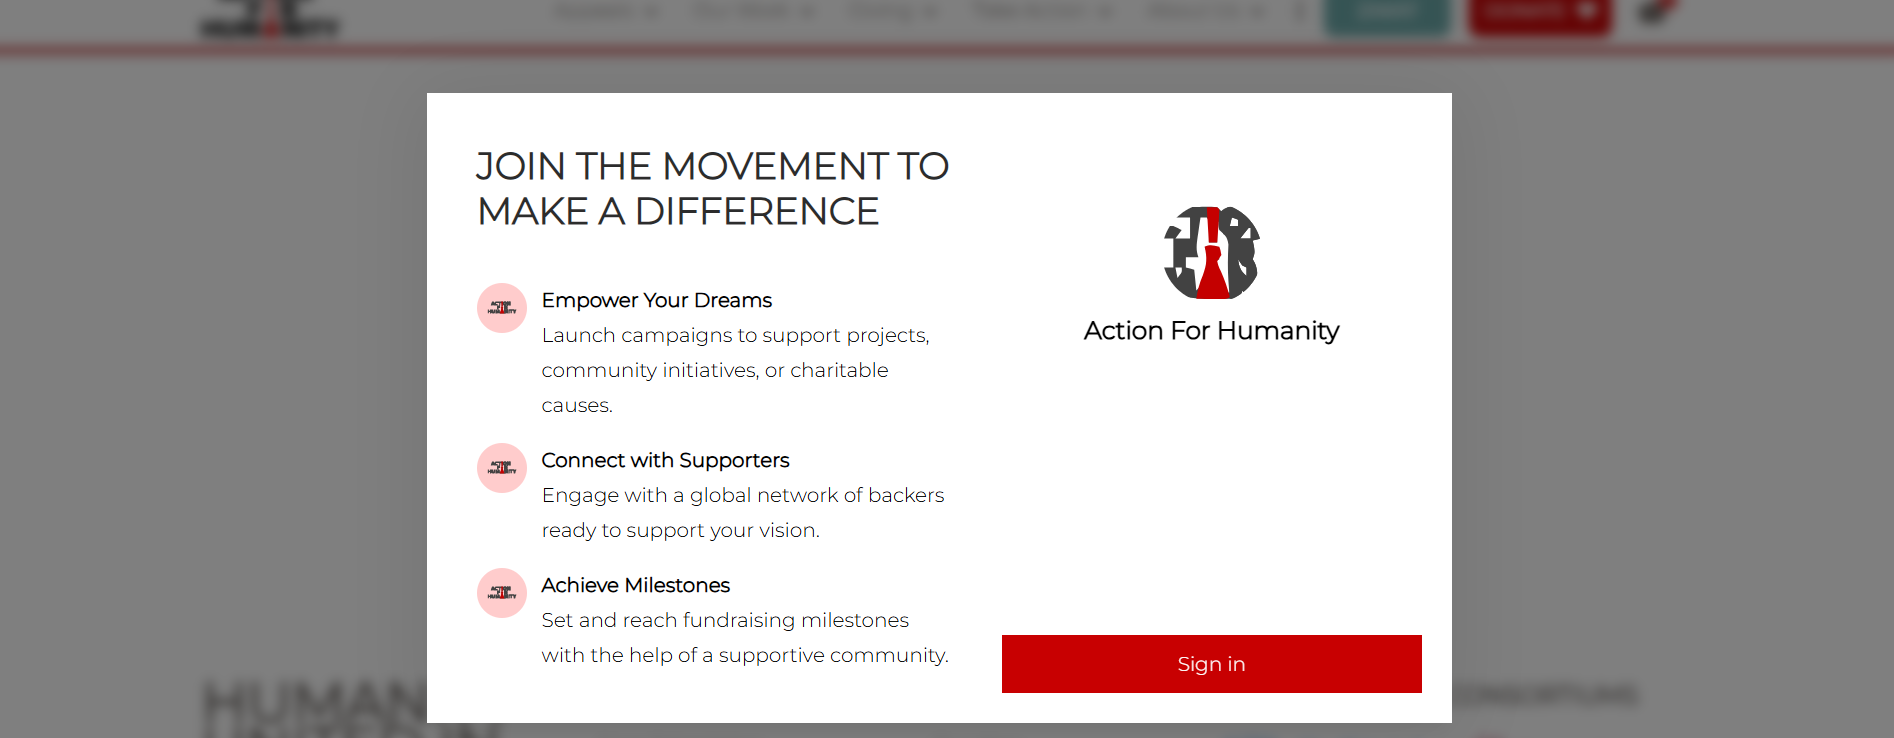 JOIN THE MOVEMENT TO
MAKE A DIFFERENCE
Empower Your Dreams
Launch campaigns to support projects,
community initiatives, or charitable
causes.
Connect with Supporters
Engage with a global network of backers
ready to support your vision.
Achieve Milestones
Set and reach fundraising milestones
with the help of a supportive community.
Action For Humanity
Sign in